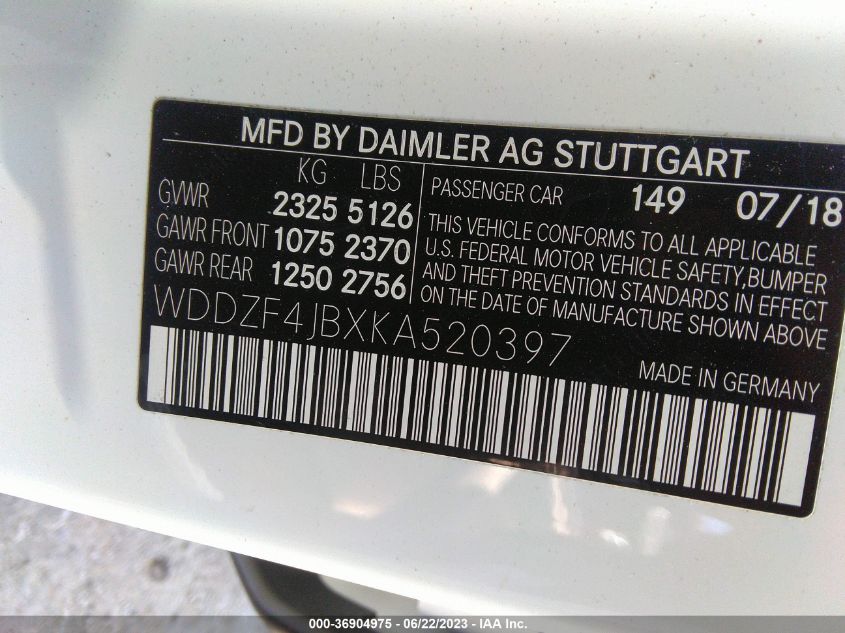 MFD BY DAIMLER AG STUTTGART
KG LBS
GVWR 2325 5126
GAWR FRONT 1075 2370
GAWR REAR 1250 2756
PASSENGER CAR 149 07/18
THIS VEHICLE CONFORMS TO ALL APPLICABLE
U.S. FEDERAL MOTOR VEHICLE SAFETY, BUMPER
AND THEFT PREVENTION STANDARDS IN EFFECT
ON THE DATE OF MANUFACTURE SHOWN ABOVE
WDDZF4JBXKA520397
MADE IN GERMANY
000-36904975 - 06/22/2023 - IAA Inc.